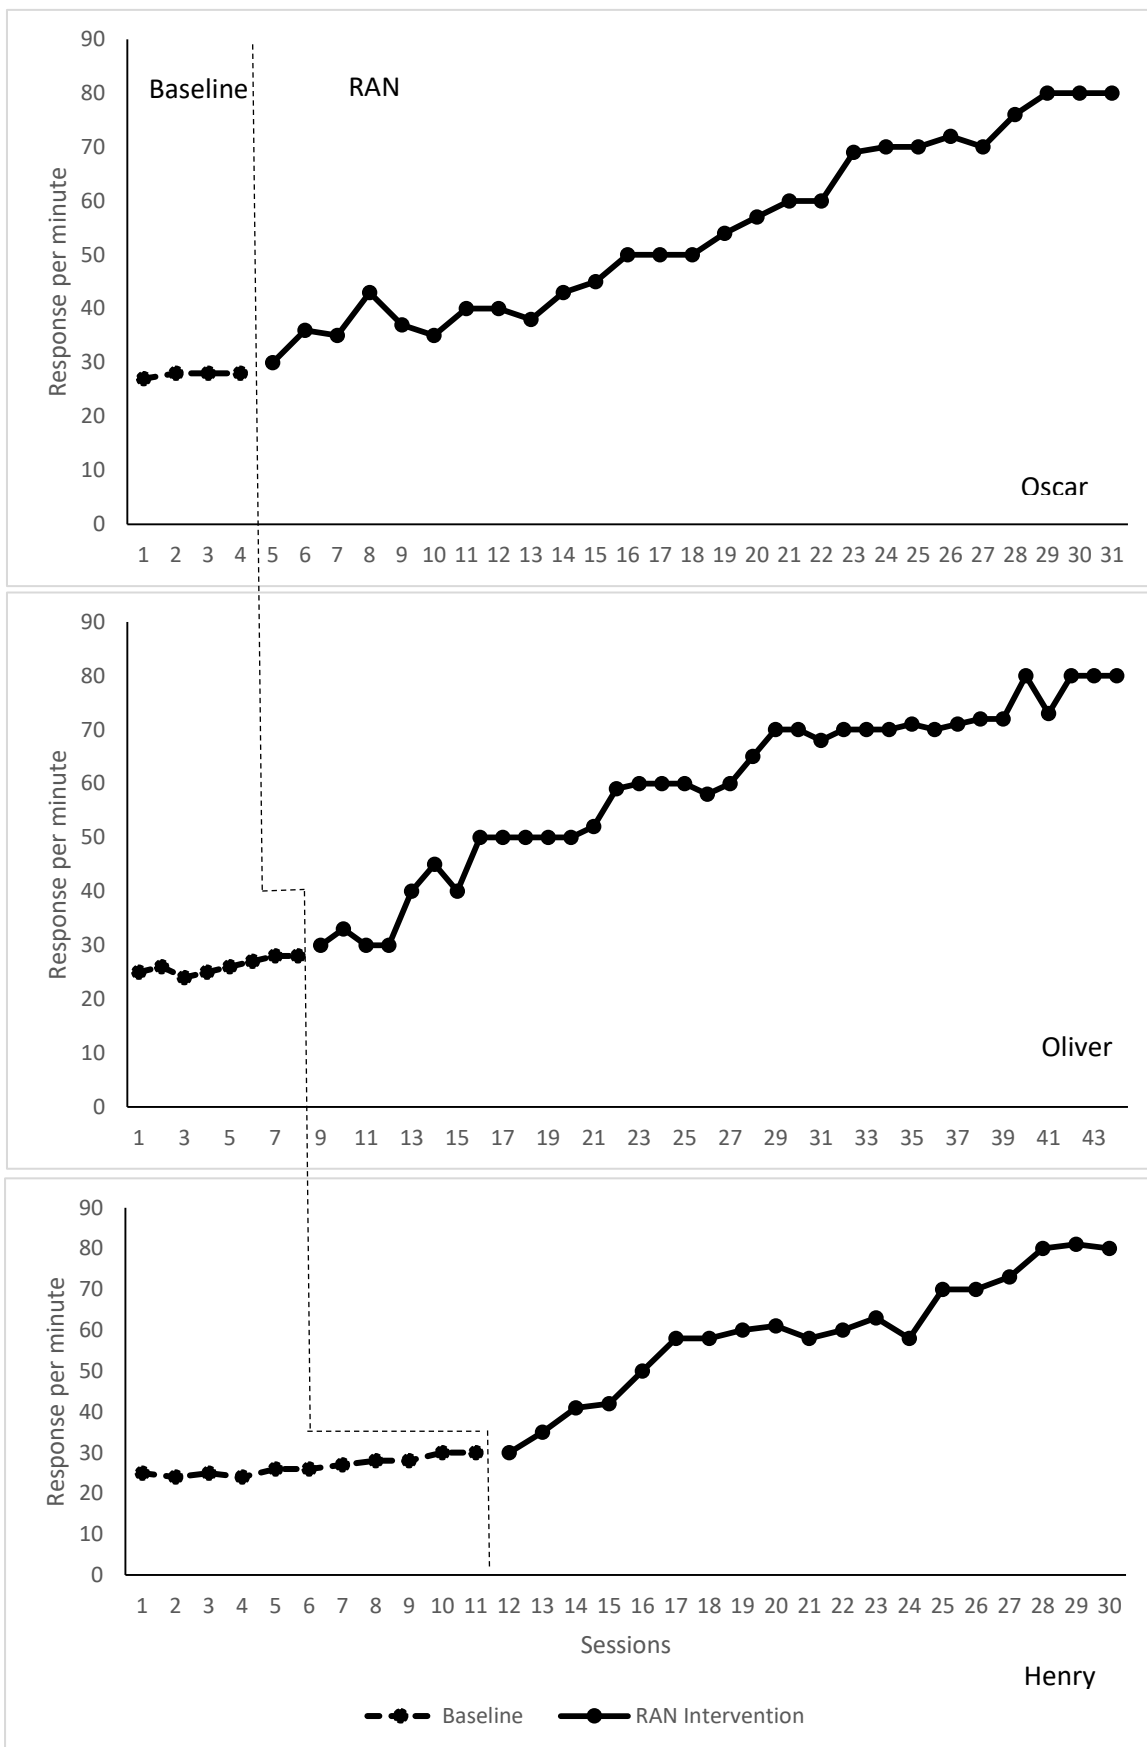 90
80
70
60
50
40
30
20
10
0
Response per minute
Baseline
RAN
Oscar
1 2 3 4 5 6 7 8 9 10 11 12 13 14 15 16 17 18 19 20 21 22 23 24 25 26 27 28 29 30 31
90
80
70
60
50
40
30
20
10
0
Response per minute
Oliver
1 3 5 7 9 11 13 15 17 19 21 23 25 27 29 31 33 35 37 39 41 43
90
80
70
60
50
40
30
20
10
0
Response per minute
1 2 3 4 5 6 7 8 9 10 11 12 13 14 15 16 17 18 19 20 21 22 23 24 25 26 27 28 29 30
Sessions
Henry
Baseline RAN Intervention